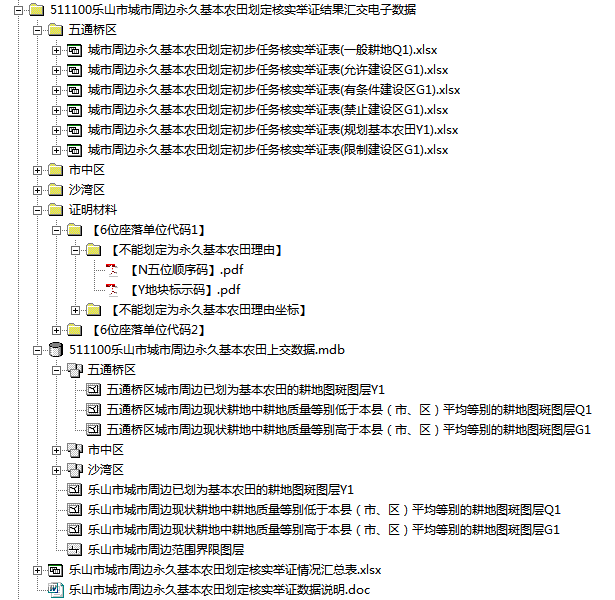 511100乐山市城市周边永久基本农田划定核实举证结果汇交电子数据
五通桥区
城市周边永久基本农田划定初步任务核实举证表(一般耕地Q1).xlsx
城市周边永久基本农田划定初步任务核实举证表(允许建设区G1).xlsx
城市周边永久基本农田划定初步任务核实举证表(有条件建设区G1).xlsx
城市周边永久基本农田划定初步任务核实举证表(禁止建设区G1).xlsx
城市周边永久基本农田划定初步任务核实举证表(规划基本农田Y1).xlsx
城市周边永久基本农田划定初步任务核实举证表(限制建设区G1).xlsx
市中区
沙湾区
证明材料
【6位座落单位代码1】
【不能划定为永久基本农田理由】
【N五位顺序码】.pdf
【Y地块标示码】.pdf
【不能划定为永久基本农田理由坐标】
【6位座落单位代码2】
511100乐山市城市周边永久基本农田上交数据.mdb
五通桥区
五通桥区城市周边已划为基本农田的耕地图斑图层Y1
五通桥区城市周边现状耕地中耕地质量等别低于本县（市、区）平均等别的耕地图斑图层Q1
五通桥区城市周边现状耕地中耕地质量等别高于本县（市、区）平均等别的耕地图斑图层G1
市中区
沙湾区
乐山市城市周边已划为基本农田的耕地图斑图层Y1
乐山市城市周边现状耕地中耕地质量等别低于本县（市、区）平均等别的耕地图斑图层Q1
乐山市城市周边现状耕地中耕地质量等别高于本县（市、区）平均等别的耕地图斑图层G1
乐山市城市周边范围界限图层
乐山市城市周边永久基本农田划定核实举证情况汇总表.xlsx
乐山市城市周边永久基本农田划定核实举证数据说明.doc